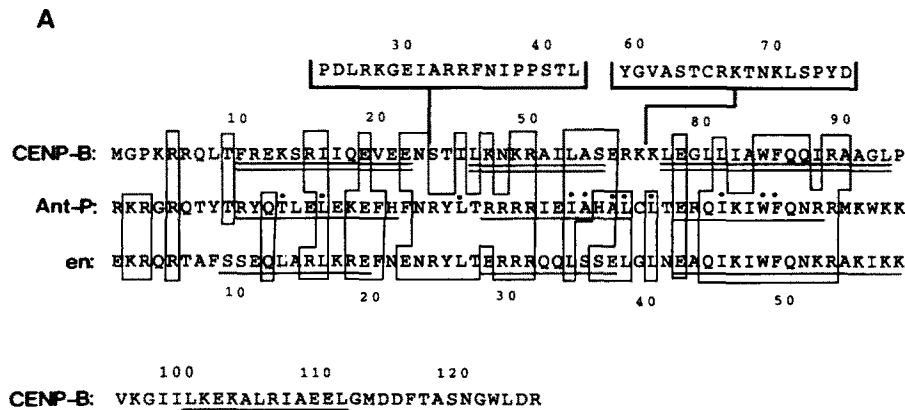 A
30 40 60 70
PDLRKGEIARRFNIPPSTL YGVASTCRKTNKLSPYD
10 20 50 80 90
CENP-B: MGPKRRQLTFREKSRIIQEVEENSTILKNKRAILASERKKLEGLLIAWFQQIRAAGLP
Ant-P: RKRGRQTYTRYQTLELEKEFHFNRYLTRRRRIEIAHALCLTERQIKIWFQNRRMKWKK
en: EKRQRTAFSSEQLARLKREFNENRYLTERRRQQLSSELGLNEAQIKIWFQNKRAKIKK
10 20 30 40 50
100 110 120
CENP-B: VKGIILKEKALRIAEELGMDDFTASNGWLDR